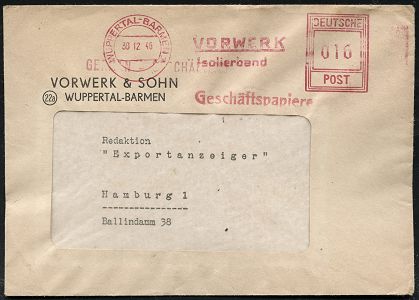 WUPPERTAL-BARMEN
30.12.46
VORWERK
Isolierband
Geschäftspapiere
DEUTSCHE
016
POST
VORWERK & SOHN
22a WUPPERTAL-BARMEN
Redaktion
"Exportanzeiger"
Hamburg 1
Ballindamm 38